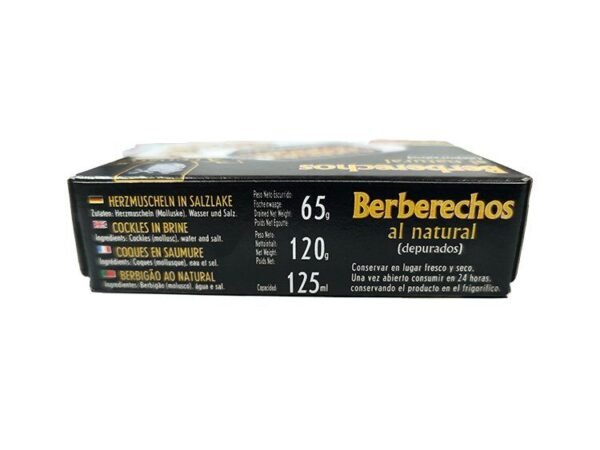 Berberechos
al natural
HERZMUSCHELN IN SALZLAKE
Zutaten: Herzmuscheln (Molluske), Wasser und Salz.
COCKLES IN BRINE
Ingredients: Cockles (mollusc), water and salt.
COQUES EN SAUMURE
Ingrédients: Coques (mollusque), eau et sel.
BERBIGÃO AO NATURAL
Ingredientes: Berbigão (molusco), água e sal.
Peso Neto Escurrido:
Fischeinwaage:
Drained Net Weight:
Poids Net Égoutté:
65g
Peso Neto:
Nettoinhalt:
Net Weight:
Poids Net:
120g
Capacidad:
125ml
Berberechos
al natural
(depurados)
Conservar en lugar fresco y seco.
Una vez abierto consumir en 24 horas,
conservando el producto en el frigorífico.